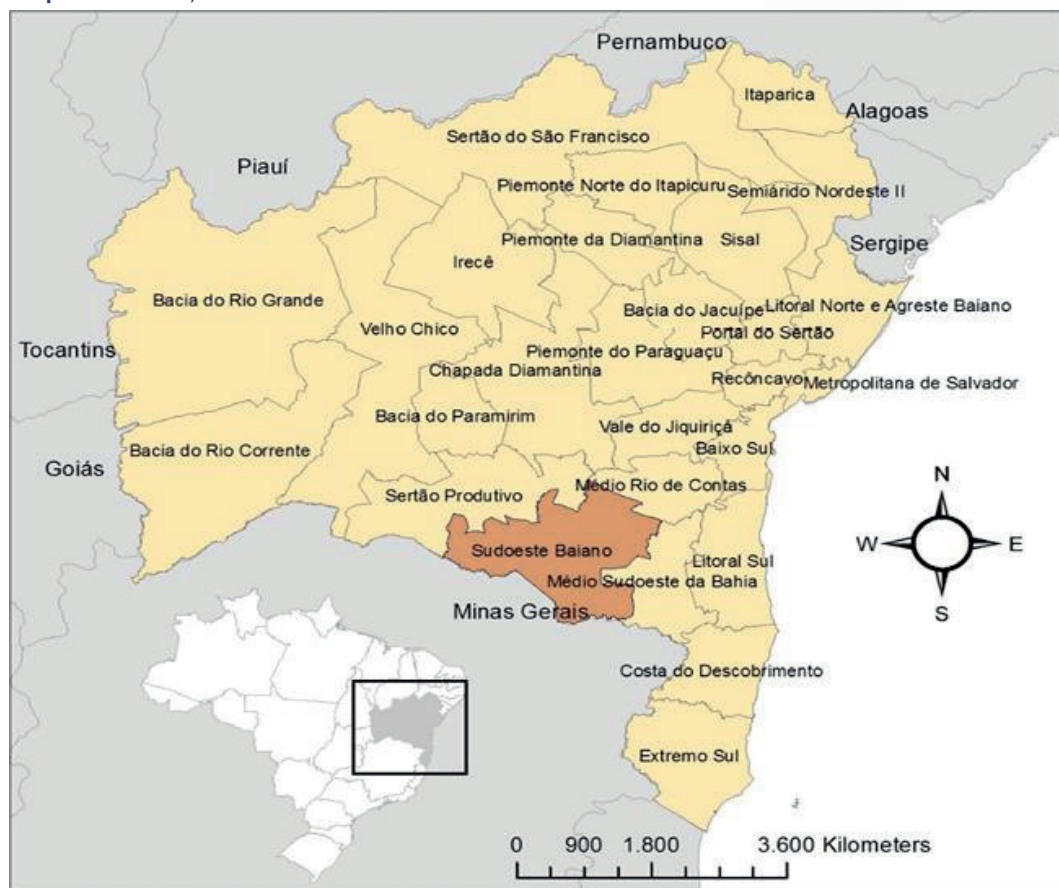 Pernambuco
Itaparica
Alagoas
Sertão do São Francisco
Piauí
Piemonte Norte do Itapicuru
Semiárido Nordeste II
Piemonte da Diamantina
Sisal
Sergipe
Irecê
Bacia do Rio Grande
Bacia do Jacuípe
Litoral Norte e Agreste Baiano
Velho Chico
Portal do Sertão
Tocantins
Piemonte do Paraguaçu
Chapada Diamantina
Recôncavo
Metropolitana de Salvador
Bacia do Paramirim
Vale do Jiquiriçá
Bacia do Rio Corrente
Baixo Sul
Goiás
Médio Rio de Contas
Sertão Produtivo
N
W
E
S
Sudoeste Baiano
Litoral Sul
Médio Sudoeste da Bahia
Minas Gerais
Costa do Descobrimento
Extremo Sul
0 900 1.800 3.600 Kilometers